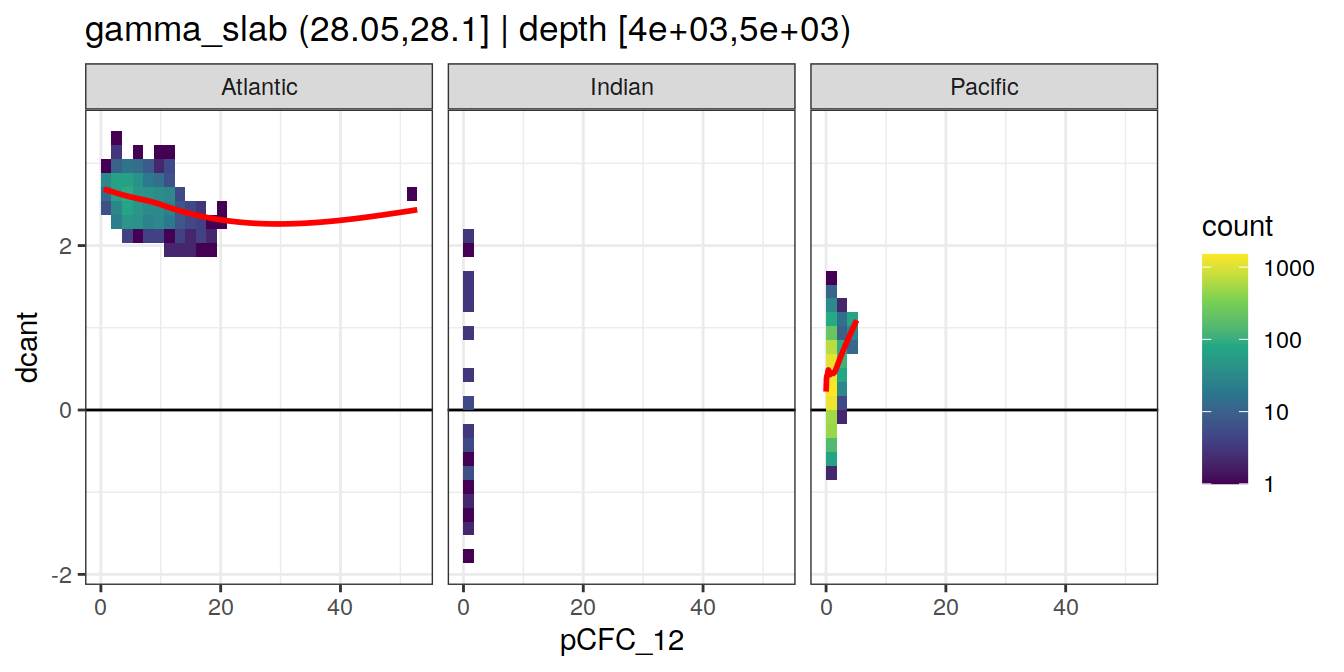 gamma_slab (28.05,28.1] | depth [4e+03,5e+03)
Atlantic
Indian
Pacific
dcant
2
0
-2
0 20 40
0 20 40
0 20 40
pCFC_12
count
1000
100
10
1